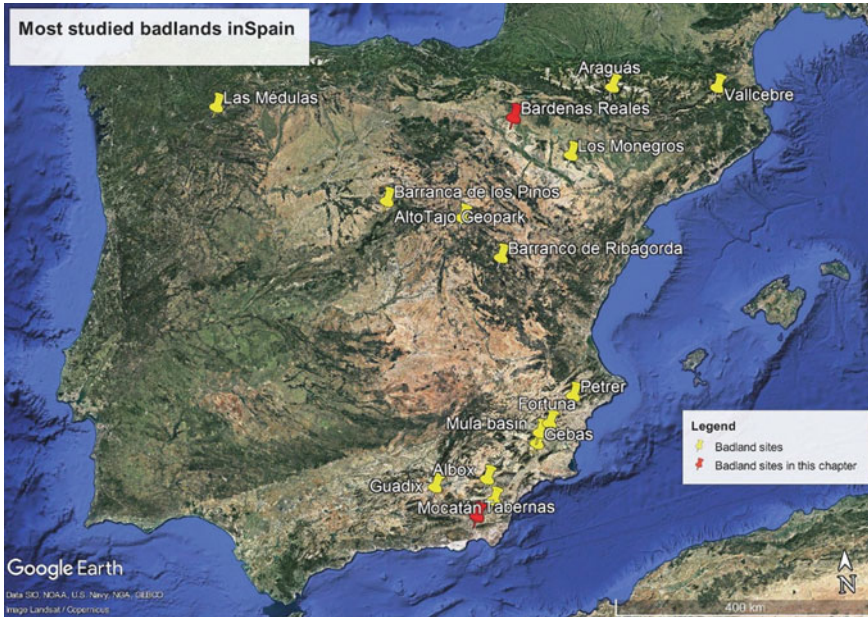 Most studied badlands inSpain
Araguás
Las Médulas
Vallcebre
Bardenas Reales
Los Monegros
Barranca de los Pinos
AltoTajo Geopark
Barranco de Ribagorda
Petrer
Fortuna
Mula basin
Gebas
Legend
Badland sites
Badland sites in this chapter
Albox
Guadix
Mocatán Tabernas
Google Earth
N
Data SIO, NOAA, U.S. Navy, NGA, GEBCO
Image Landsat / Copernicus
400 km